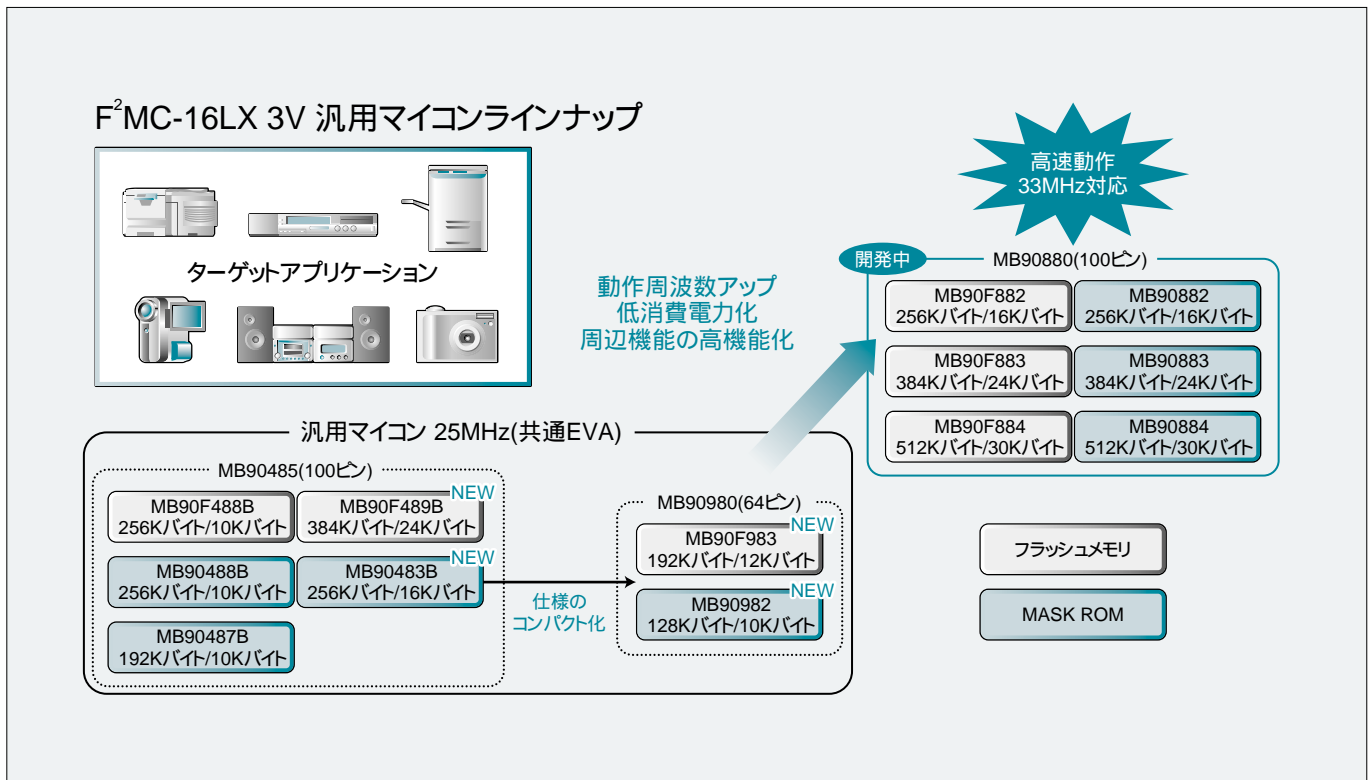 F²MC-16LX 3V 汎用マイコンラインナップ
ターゲットアプリケーション
動作周波数アップ
低消費電力化
周辺機能の高機能化
高速動作
33MHz対応
開発中
MB90880(100ピン)
MB90F882
256Kバイト/16Kバイト
MB90882
256Kバイト/16Kバイト
MB90F883
384Kバイト/24Kバイト
MB90883
384Kバイト/24Kバイト
MB90F884
512Kバイト/30Kバイト
MB90884
512Kバイト/30Kバイト
汎用マイコン 25MHz(共通EVA)
MB90485(100ピン)
MB90F488B
256Kバイト/10Kバイト
NEW
MB90F489B
384Kバイト/24Kバイト
MB90488B
256Kバイト/10Kバイト
NEW
MB90483B
256Kバイト/16Kバイト
MB90487B
192Kバイト/10Kバイト
仕様の
コンパクト化
MB90980(64ピン)
NEW
MB90F983
192Kバイト/12Kバイト
NEW
MB90982
128Kバイト/10Kバイト
フラッシュメモリ
MASK ROM